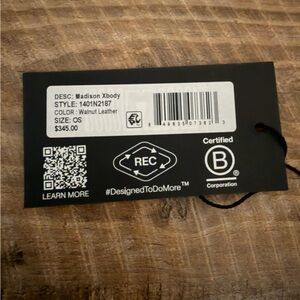 DESC: Madison Xbody
STYLE: 1401N2187
COLOR: Walnut Leather
SIZE: OS
$345.00
REC
Certified
B
®
Corporation
LEARN MORE
#DesignedToDoMore™